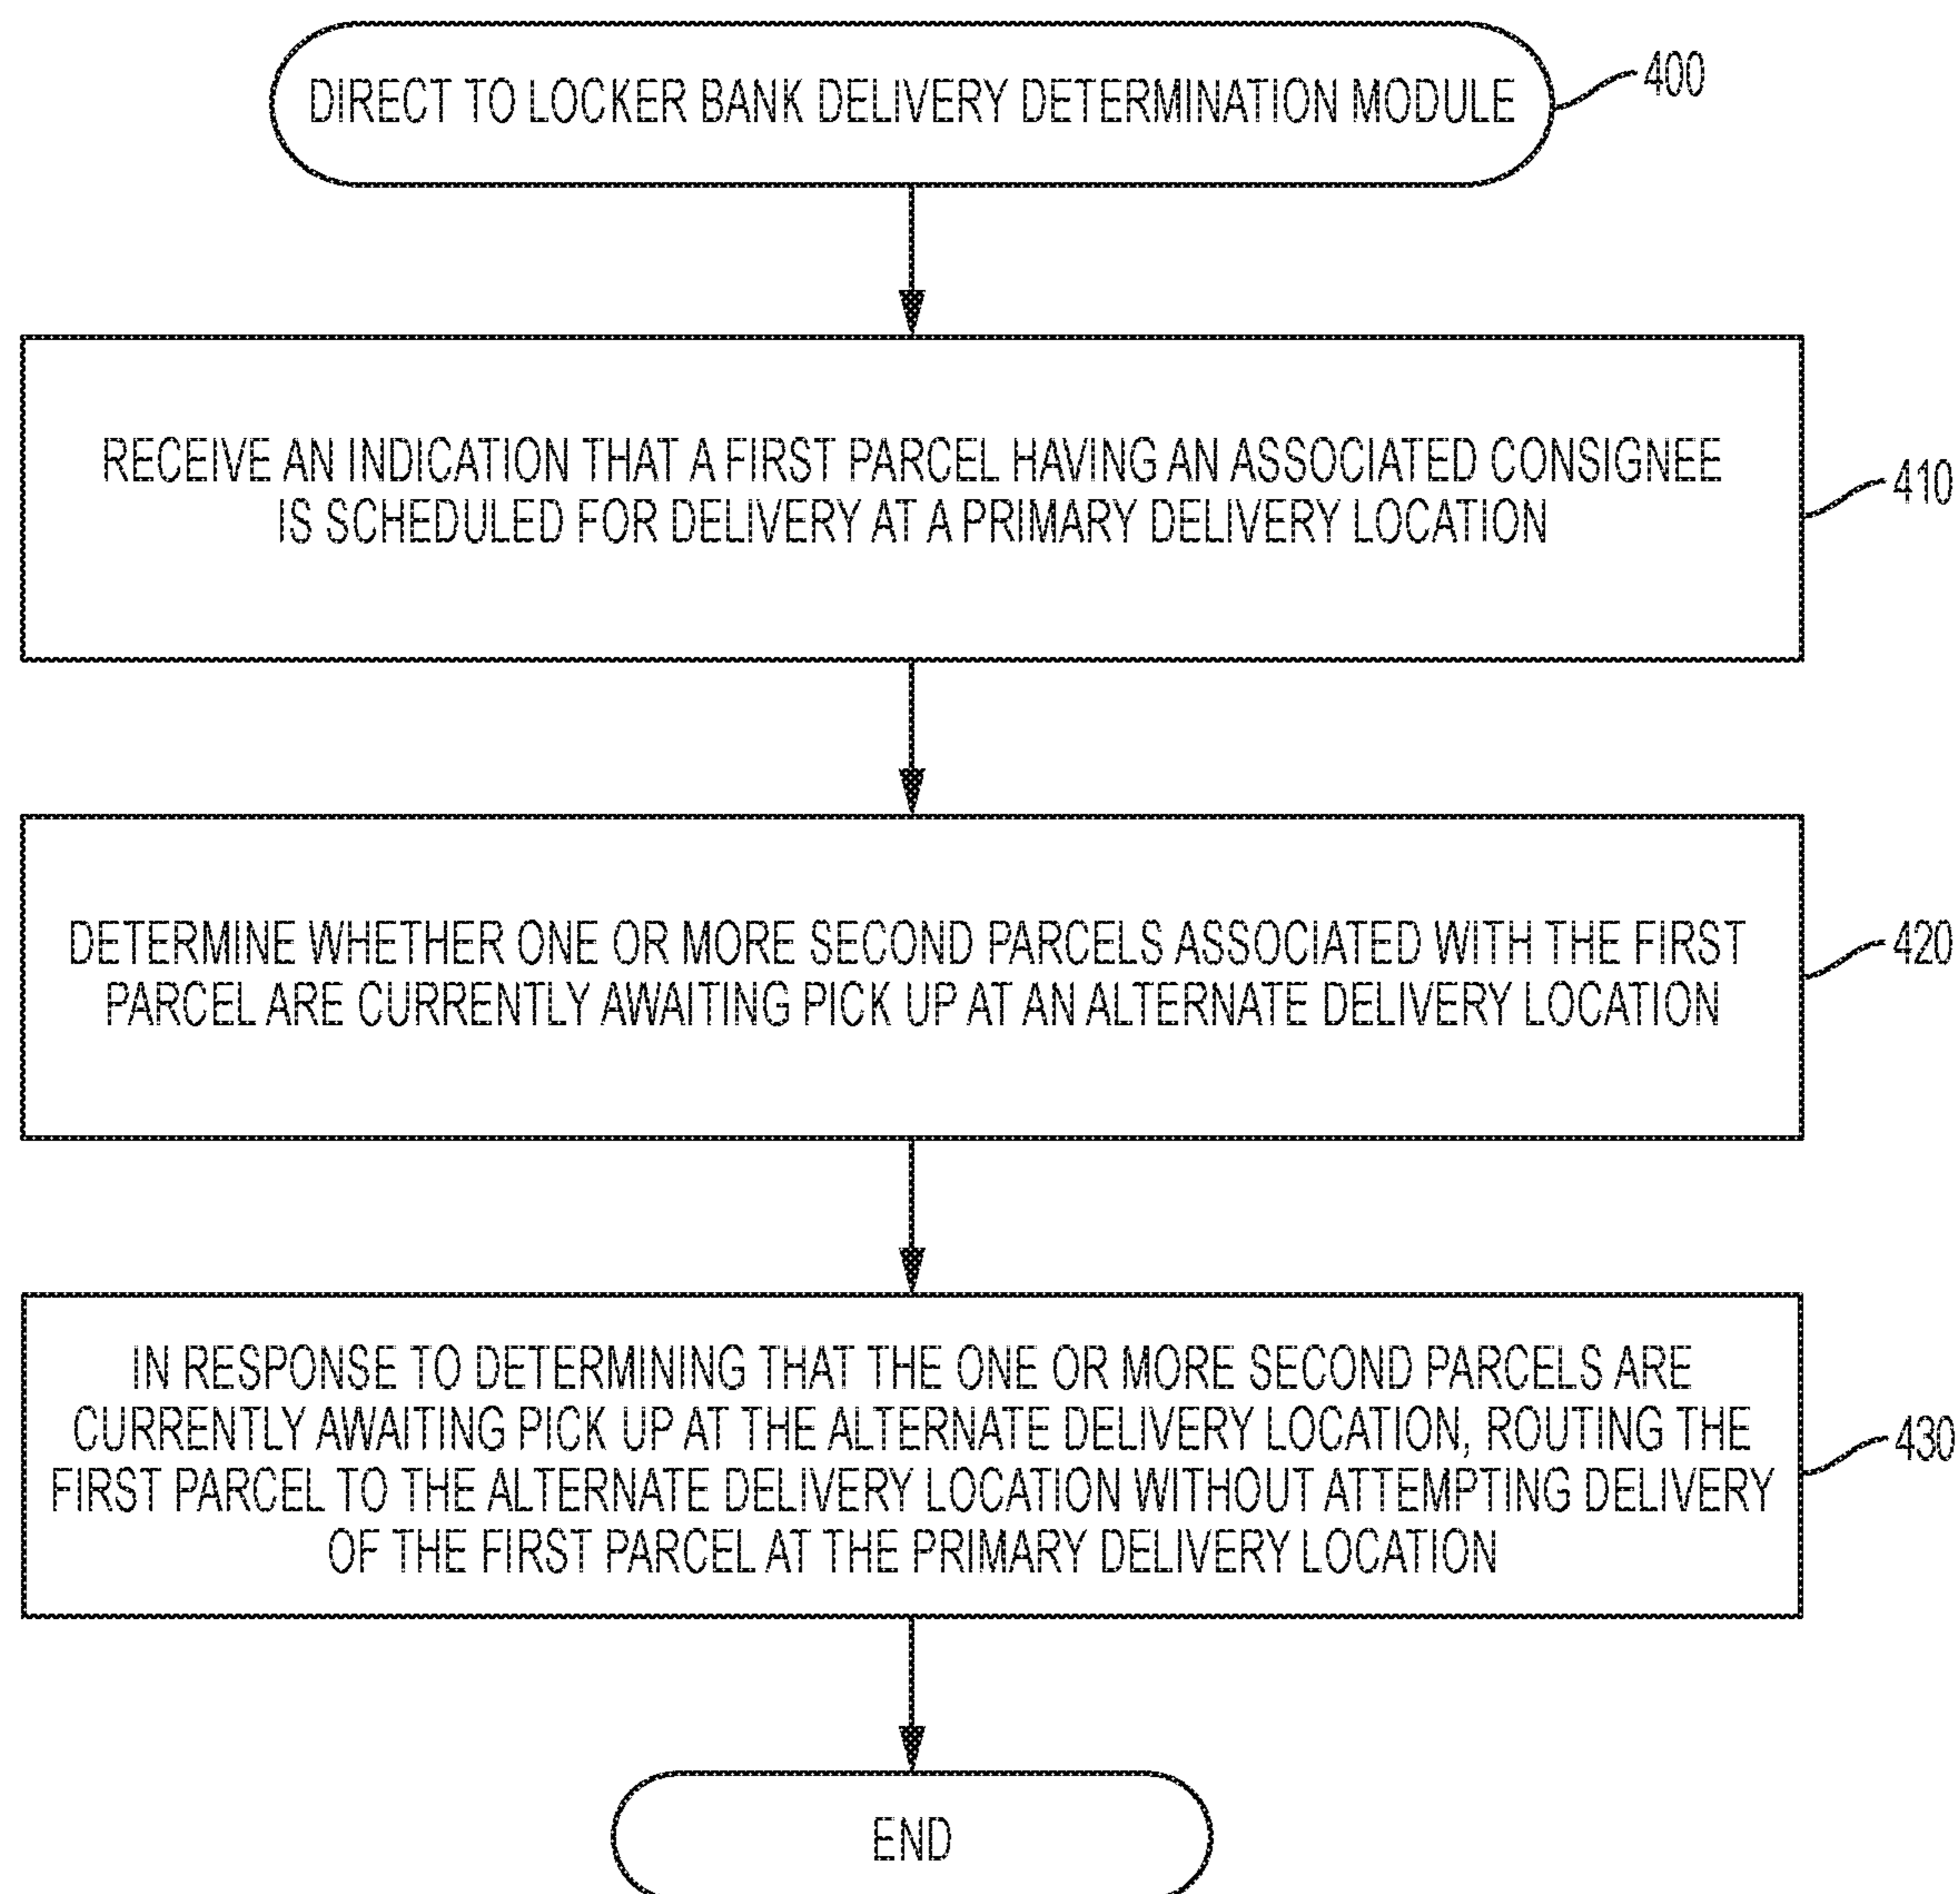 DIRECT TO LOCKER BANK DELIVERY DETERMINATION MODULE
400
RECEIVE AN INDICATION THAT A FIRST PARCEL HAVING AN ASSOCIATED CONSIGNEE
IS SCHEDULED FOR DELIVERY AT A PRIMARY DELIVERY LOCATION
410
DETERMINE WHETHER ONE OR MORE SECOND PARCELS ASSOCIATED WITH THE FIRST
PARCEL ARE CURRENTLY AWAITING PICK UP AT AN ALTERNATE DELIVERY LOCATION
420
IN RESPONSE TO DETERMINING THAT THE ONE OR MORE SECOND PARCELS ARE
CURRENTLY AWAITING PICK UP AT THE ALTERNATE DELIVERY LOCATION, ROUTING THE
FIRST PARCEL TO THE ALTERNATE DELIVERY LOCATION WITHOUT ATTEMPTING DELIVERY
OF THE FIRST PARCEL AT THE PRIMARY DELIVERY LOCATION
430
END